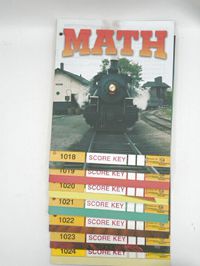 MATH
1018 SCORE KEY
1019 SCORE KEY
1020 SCORE KEY
1021 SCORE KEY
1022 SCORE KEY
1023 SCORE KEY
1024 SCORE KEY